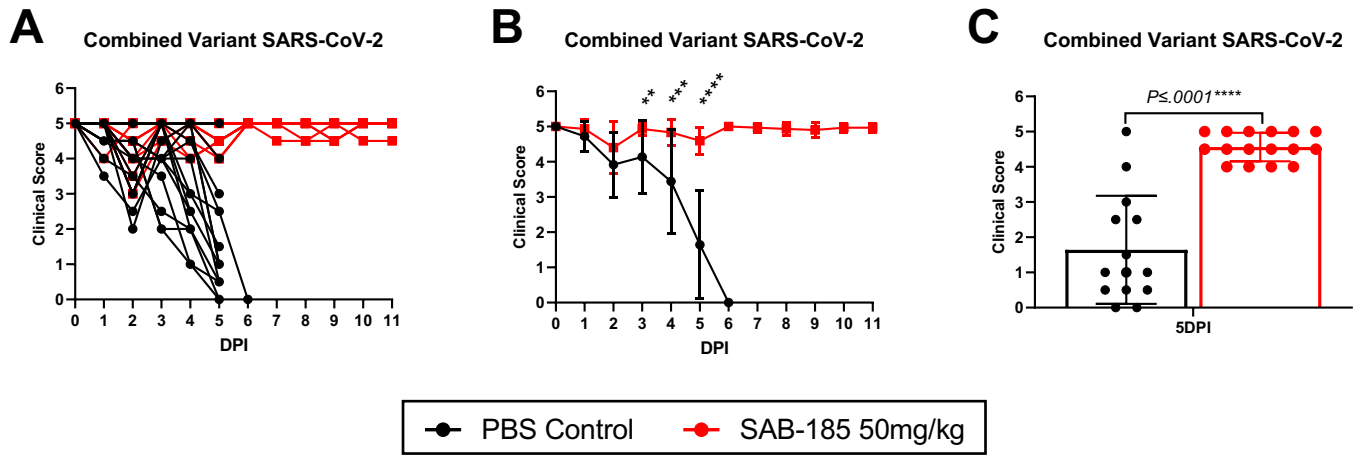 A
Combined Variant SARS-CoV-2
Clinical Score
6
5
4
3
2
1
0
0 1 2 3 4 5 6 7 8 9 10 11
DPI
B
Combined Variant SARS-CoV-2
** *** ****
Clinical Score
6
5
4
3
2
1
0
0 1 2 3 4 5 6 7 8 9 10 11
DPI
C
Combined Variant SARS-CoV-2
P≤.0001****
Clinical Score
6
5
4
3
2
1
0
5DPI
PBS Control SAB-185 50mg/kg